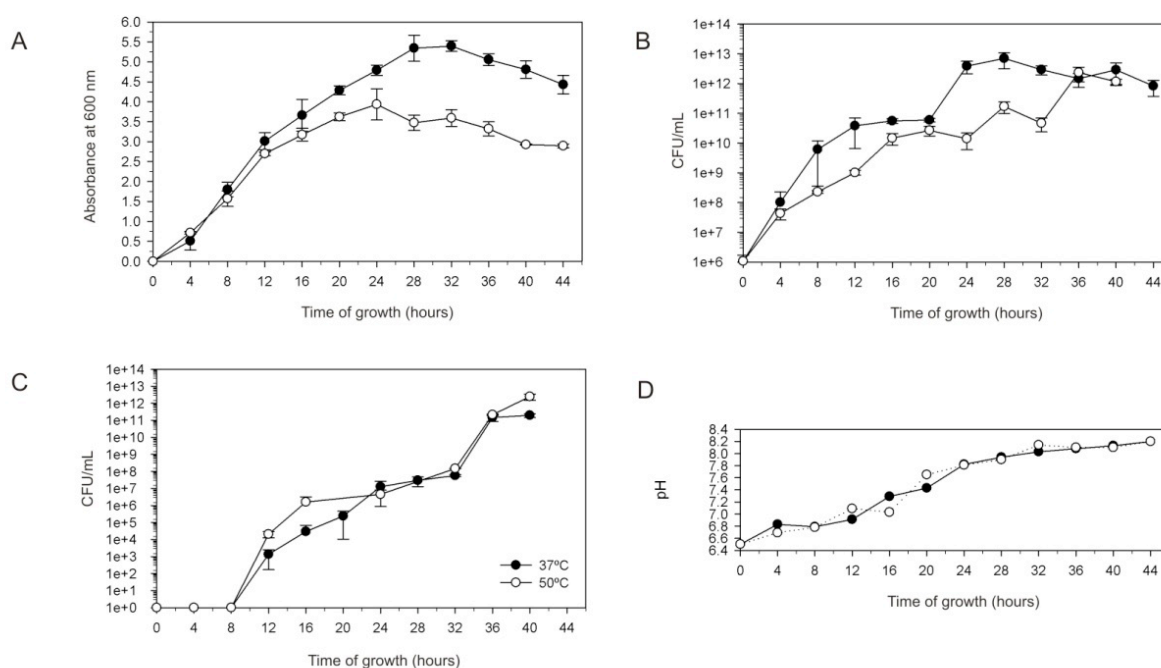 A
Absorbance at 600 nm
6.0
5.5
5.0
4.5
4.0
3.5
3.0
2.5
2.0
1.5
1.0
0.5
0.0
0 4 8 12 16 20 24 28 32 36 40 44
Time of growth (hours)
B
CFU/mL
1e+14
1e+13
1e+12
1e+11
1e+10
1e+9
1e+8
1e+7
1e+6
0 4 8 12 16 20 24 28 32 36 40 44
Time of growth (hours)
C
CFU/mL
1e+14
1e+13
1e+12
1e+11
1e+10
1e+9
1e+8
1e+7
1e+6
1e+5
1e+4
1e+3
1e+2
1e+1
1e+0
37ºC
50ºC
0 4 8 12 16 20 24 28 32 36 40 44
Time of growth (hours)
D
pH
8.4
8.2
8.0
7.8
7.6
7.4
7.2
7.0
6.8
6.6
6.4
0 4 8 12 16 20 24 28 32 36 40 44
Time of growth (hours)